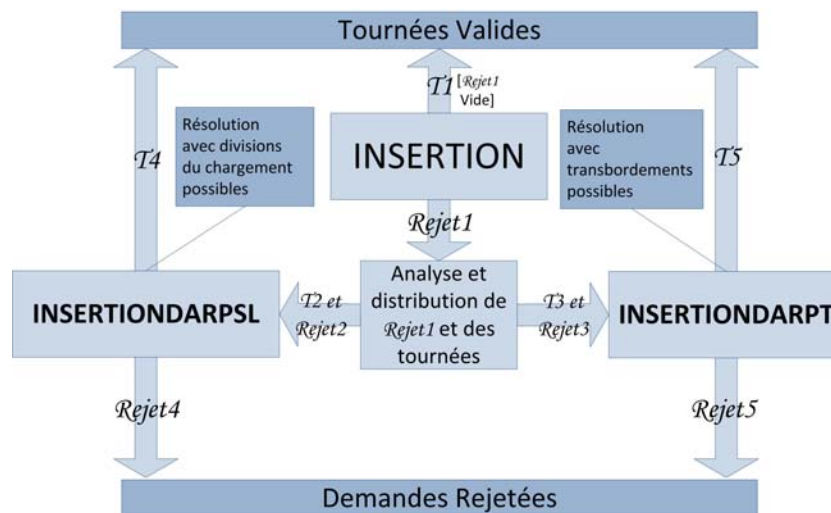 Tournées Valides
T1 [Rejet1
Vide]
Résolution
avec divisions
du chargement
possibles
INSERTION
Résolution
avec
transbordements
possibles
T4
T5
Rejet1
INSERTIONDARPSL
T2 et
Rejet2
Analyse et
distribution de
Rejet1 et des
tournées
T3 et
Rejet3
INSERTIONDARPT
Rejet4
Rejet5
Demandes Rejetées